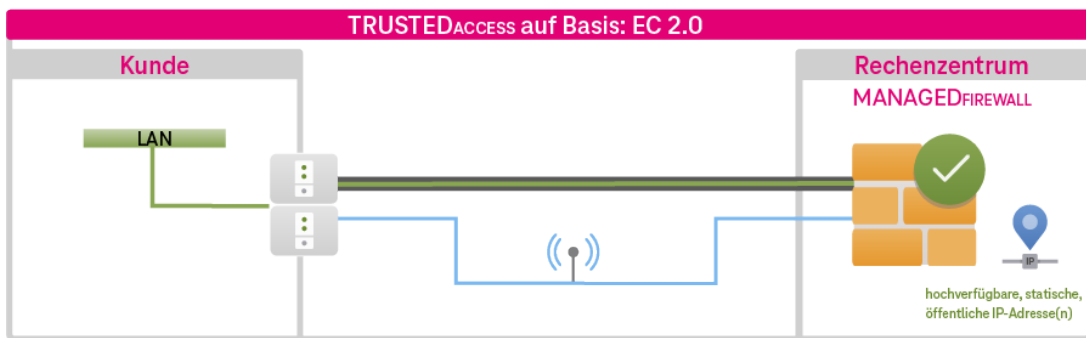 TRUSTEDACCESS auf Basis: EC 2.0
Kunde
Rechenzentrum
MANAGEDFIREWALL
LAN
IP
hochverfügbare, statische,
öffentliche IP-Adresse(n)